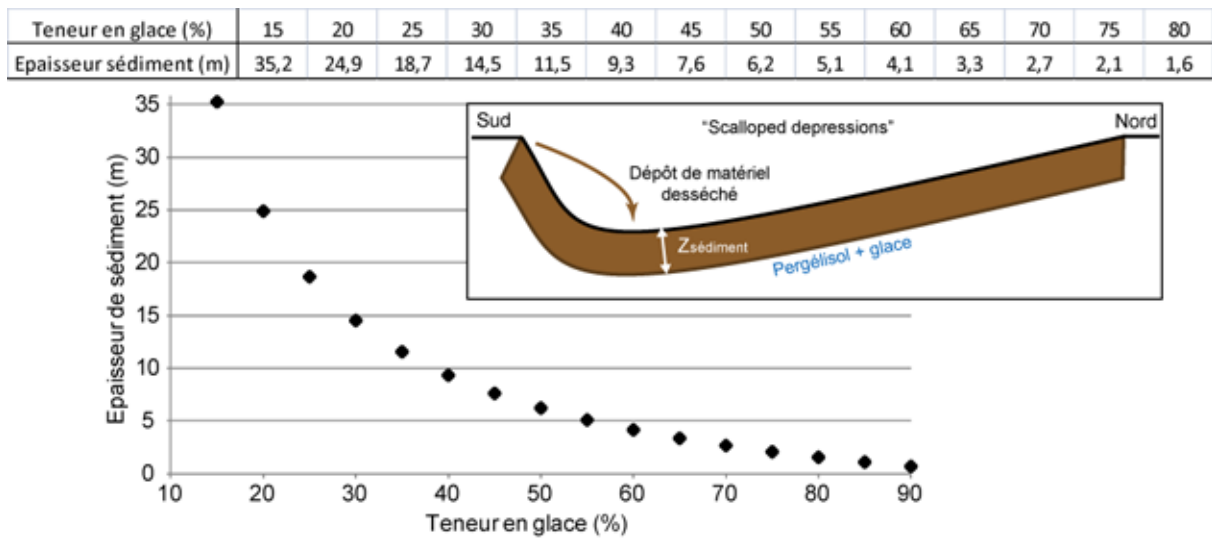 Teneur en glace (%) 15 20 25 30 35 40 45 50 55 60 65 70 75 80
Epaisseur sédiment (m) 35,2 24,9 18,7 14,5 11,5 9,3 7,6 6,2 5,1 4,1 3,3 2,7 2,1 1,6
Epaisseur de sédiment (m)
35
30
25
20
15
10
5
0
Sud
"Scalloped depressions"
Nord
Dépôt de matériel
desséché
Zsédiment
Pergélisol + glace
10 20 30 40 50 60 50 80 90
Teneur en glace (%)